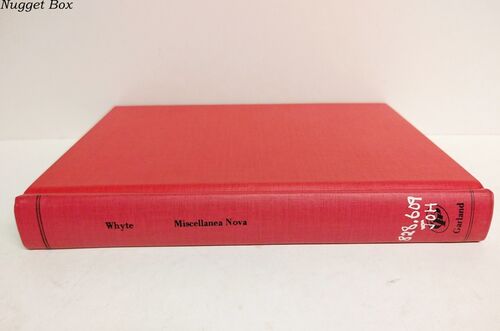 Nugget Box
Whyte
Miscellanea Nova
828.609
JOH
Garland